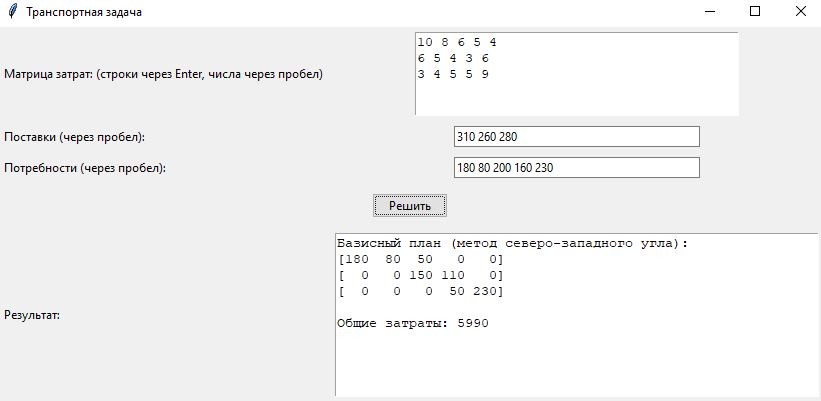 Транспортная задача
Матрица затрат: (строки через Enter, числа через пробел)
10 8 6 5 4
6 5 4 3 6
3 4 5 5 9
Поставки (через пробел):
310 260 280
Потребности (через пробел):
180 80 200 160 230
Решить
Результат:
Базисный план (метод северо-западного угла):
[180  80  50   0   0]
[  0   0 150 110   0]
[  0   0   0  50 230]
Общие затраты: 5990